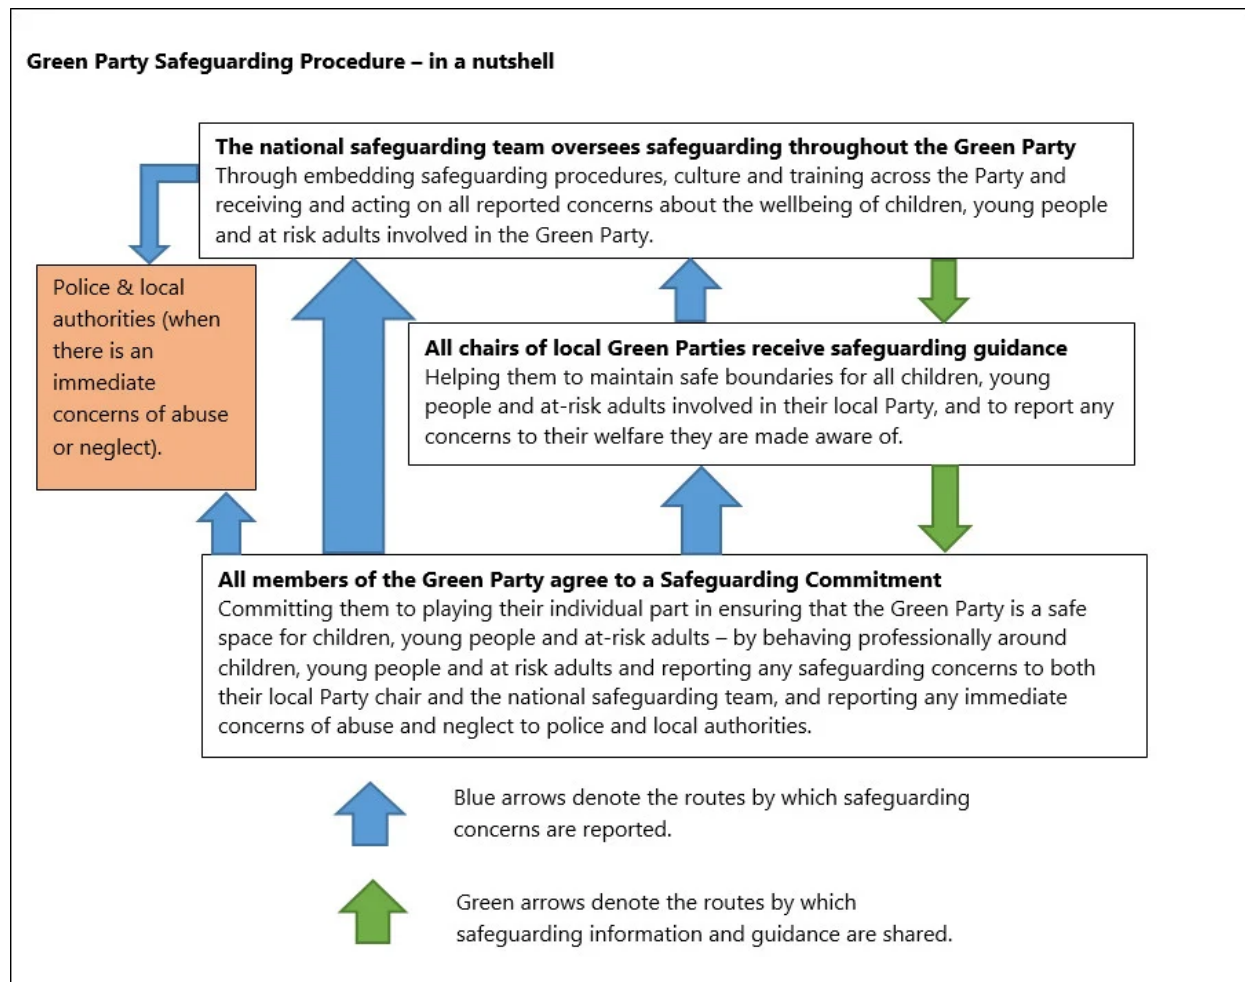 Green Party Safeguarding Procedure – in a nutshell
The national safeguarding team oversees safeguarding throughout the Green Party
Through embedding safeguarding procedures, culture and training across the Party and
receiving and acting on all reported concerns about the wellbeing of children, young people
and at risk adults involved in the Green Party.
Police & local
authorities (when
there is an
immediate
concerns of abuse
or neglect).
All chairs of local Green Parties receive safeguarding guidance
Helping them to maintain safe boundaries for all children, young
people and at-risk adults involved in their local Party, and to report any
concerns to their welfare they are made aware of.
All members of the Green Party agree to a Safeguarding Commitment
Committing them to playing their individual part in ensuring that the Green Party is a safe
space for children, young people and at-risk adults – by behaving professionally around
children, young people and at risk adults and reporting any safeguarding concerns to both
their local Party chair and the national safeguarding team, and reporting any immediate
concerns of abuse and neglect to police and local authorities.
Blue arrows denote the routes by which safeguarding
concerns are reported.
Green arrows denote the routes by which
safeguarding information and guidance are shared.